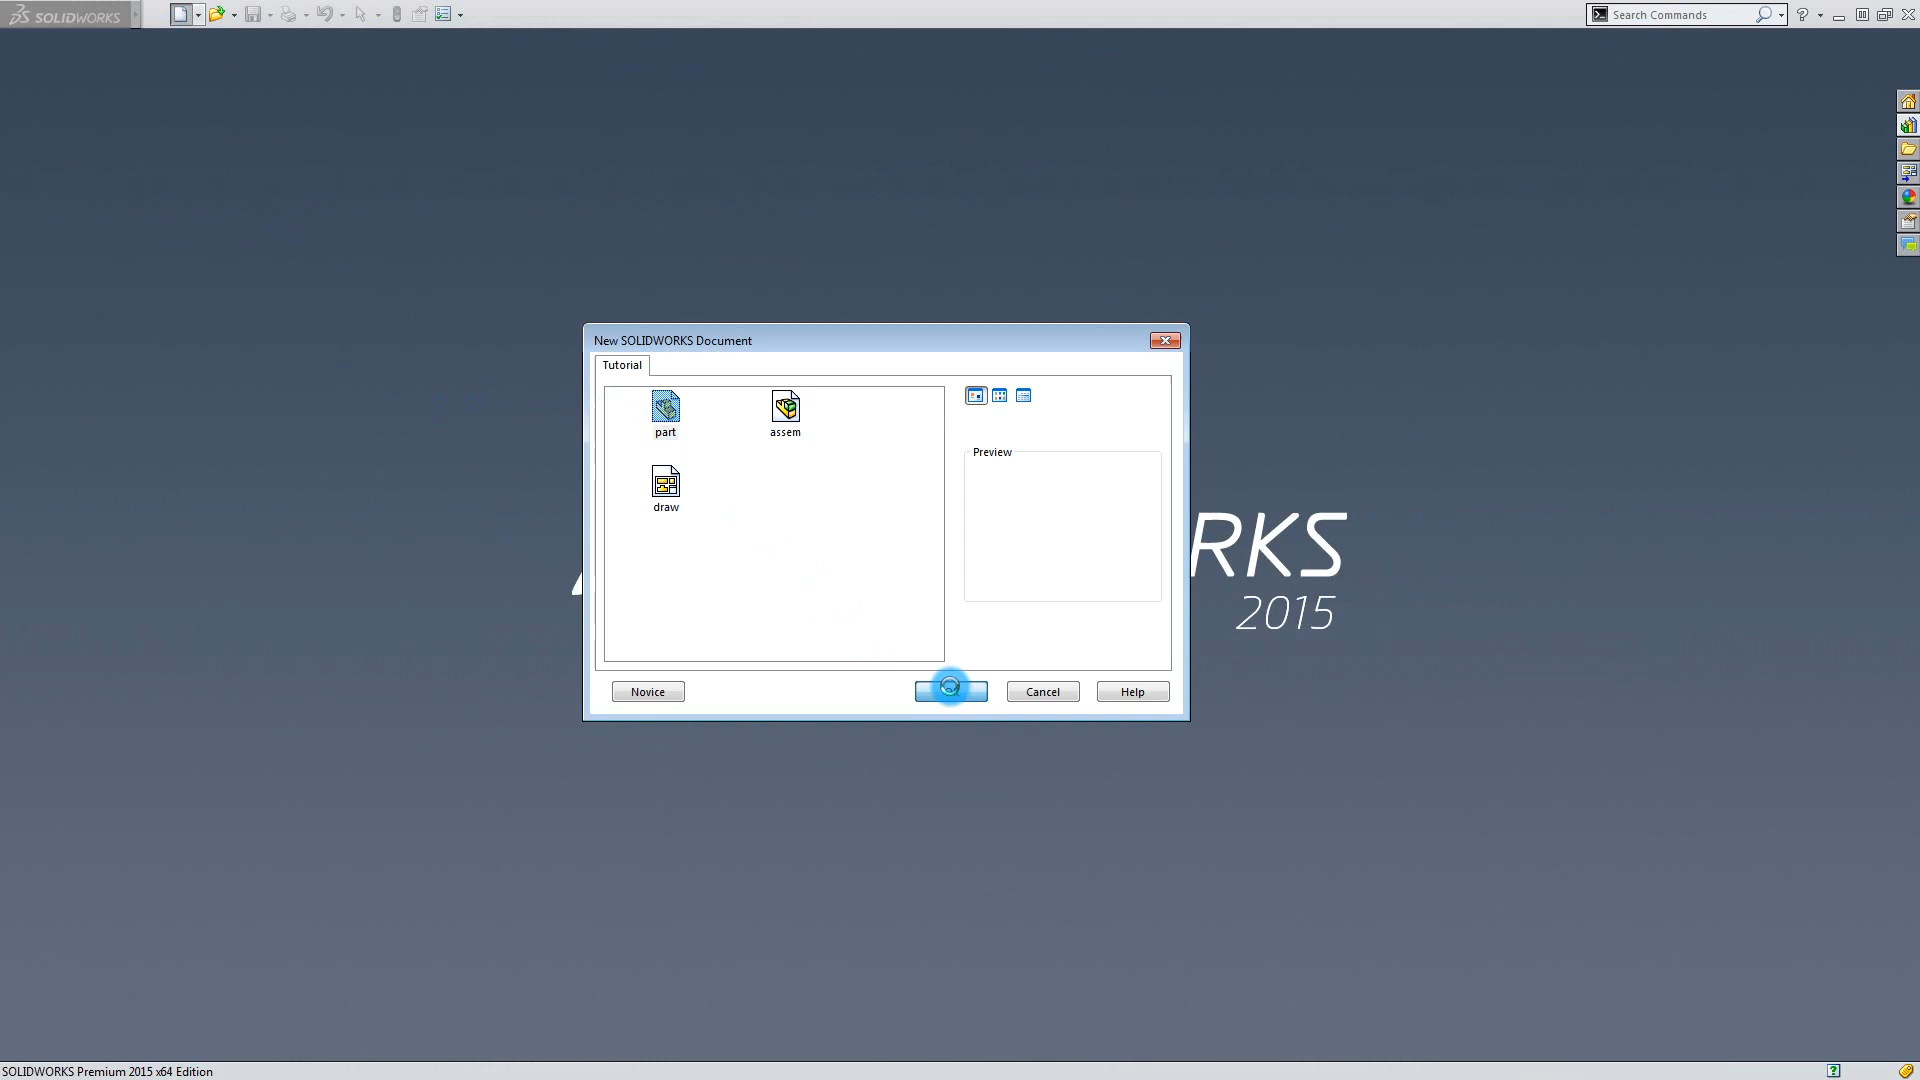 SOLIDWORKS
Search Commands
New SOLIDWORKS Document
Tutorial
part
assem
draw
Preview
RKS
2015
Novice
Cancel
Help
SOLIDWORKS Premium 2015 x64 Edition